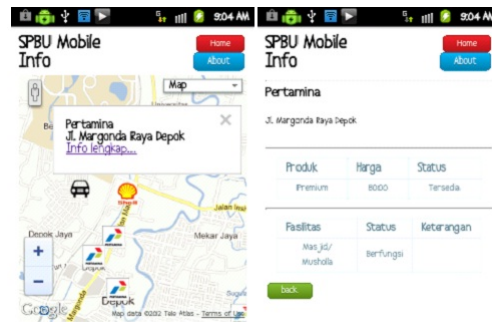 9:04 AM
SPBU Mobile
Info
Home
About
Map
Pertamina
Jl. Margonda Raya Depok
Info lengkap...
Depok Jaya
Mekar Jaya
Jalan
Depok
Margonda
Depok
+
-
Google
Map data ©2012 Tele Atlas - Terms of Use
9:04 AM
SPBU Mobile
Info
Home
About
Pertamina
Jl. Margonda Raya Depok
Produk Harga Status
Premium 8000 Tersedia
Fasilitas Status Keterangan
Masjid/
Musholla
Berfungsi
back